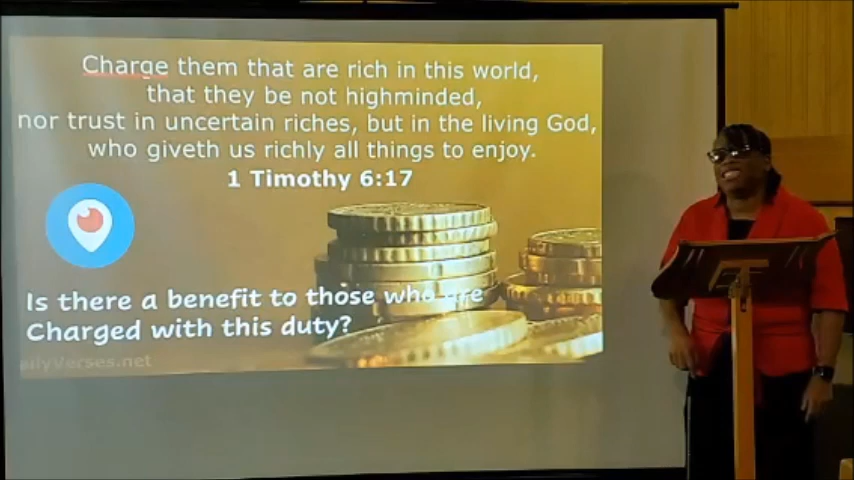 Charge them that are rich in this world,
that they be not highminded,
nor trust in uncertain riches, but in the living God,
who giveth us richly all things to enjoy.
1 Timothy 6:17
Is there a benefit to those who are
Charged with this duty?
ailyVerses.net